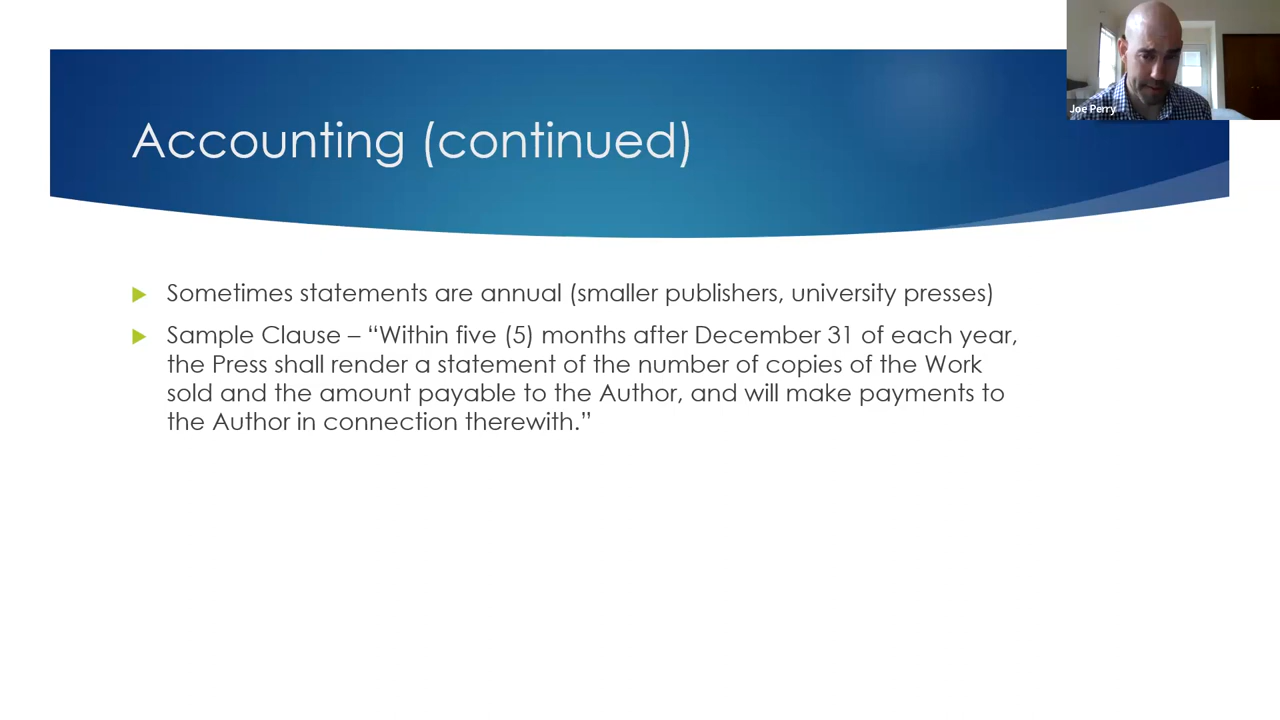 Joe Perry
Accounting (continued)
Sometimes statements are annual (smaller publishers, university presses)
Sample Clause – “Within five (5) months after December 31 of each year,
the Press shall render a statement of the number of copies of the Work
sold and the amount payable to the Author, and will make payments to
the Author in connection therewith.”